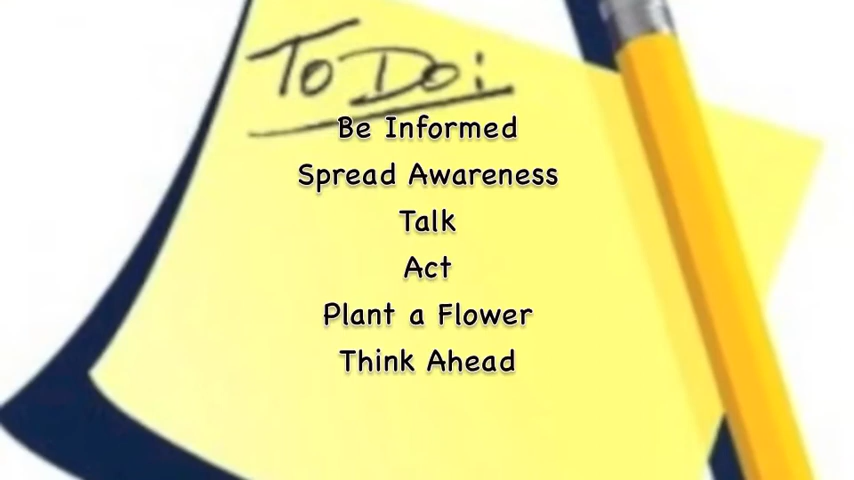 To Do:
Be Informed
Spread Awareness
Talk
Act
Plant a Flower
Think Ahead